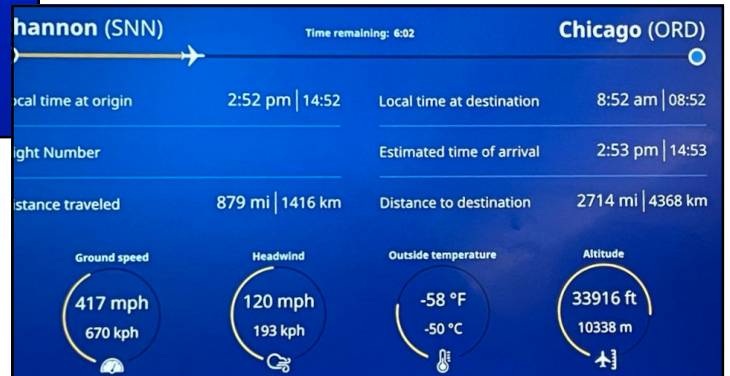 hannon (SNN)
Time remaining: 6:02
Chicago (ORD)
ocal time at origin 2:52 pm | 14:52
Local time at destination 8:52 am | 08:52
ight Number
Estimated time of arrival 2:53 pm | 14:53
istance traveled 879 mi | 1416 km
Distance to destination 2714 mi | 4368 km
Ground speed
417 mph
670 kph
Headwind
120 mph
193 kph
Outside temperature
-58 °F
-50 °C
Altitude
33916 ft
10338 m